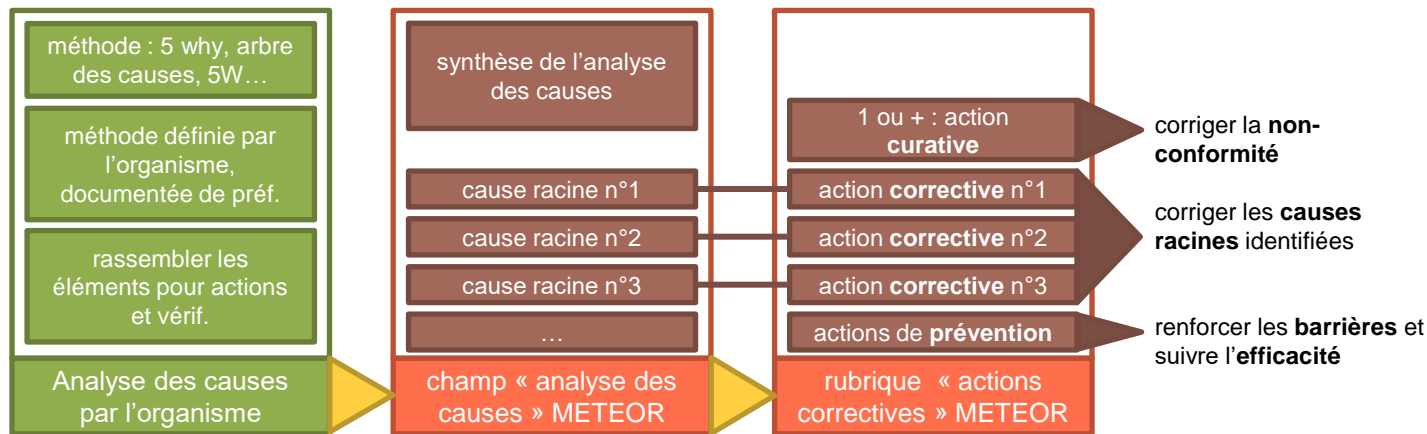 méthode : 5 why, arbre
des causes, 5W…
méthode définie par
l’organisme,
documentée de préf.
rassembler les
éléments pour actions
et vérif.
Analyse des causes
par l’organisme
synthèse de l’analyse
des causes
cause racine n°1
cause racine n°2
cause racine n°3
…
champ « analyse des
causes » METEOR
1 ou + : action
curative
action corrective n°1
action corrective n°2
action corrective n°3
actions de prévention
rubrique « actions
correctives » METEOR
corriger la non-
conformité
corriger les causes
racines identifiées
renforcer les barrières et
suivre l’efficacité